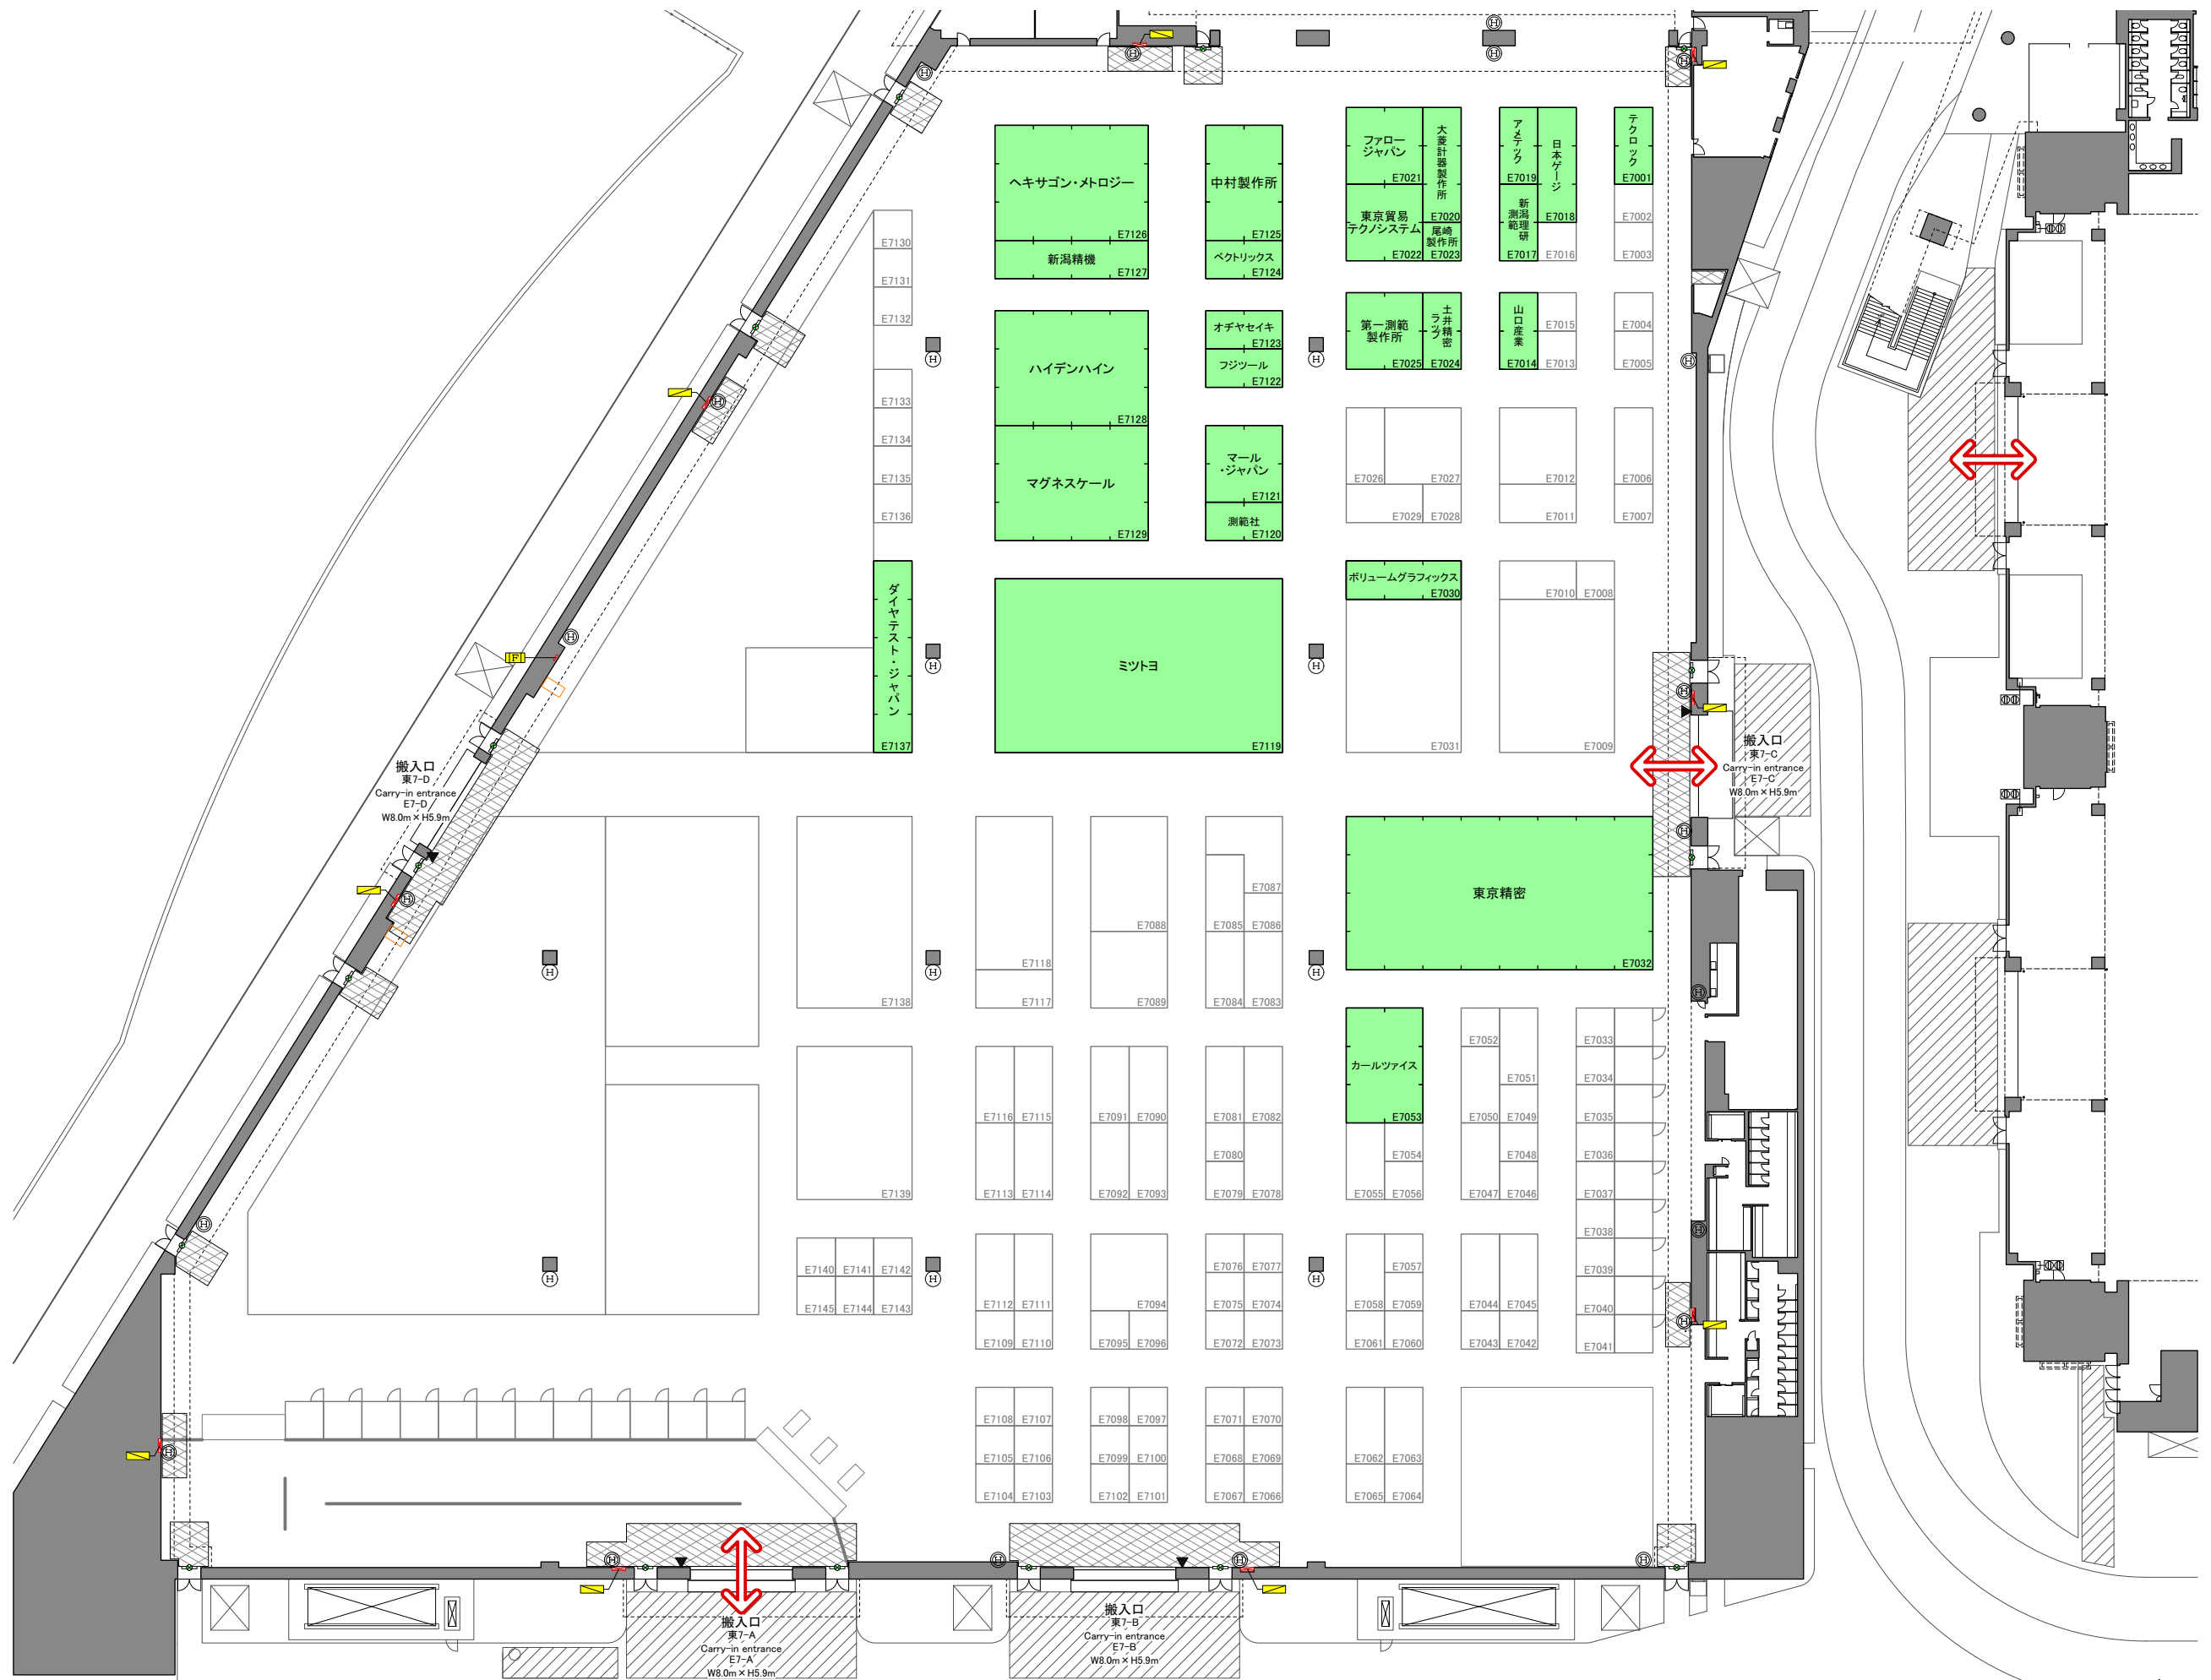 ファロー
ジャパン
E7021
大菱計器製作所
E7020
アメテック
E7019
日本ゲージ
E7018
テクロック
E7001
ヘキサゴン・メトロジー
E7126
中村製作所
E7125
東京貿易
テクノシステム
E7022
尾崎
製作所
E7023
新潟理研
測範
E7017
E7016
E7002
E7003
新潟精機
E7127
ベクトリックス
E7124
E7130
E7131
E7132
ハイデンハイン
E7128
オヂヤセイキ
E7123
フジツール
E7122
第一測範
製作所
E7025
土井精密
ラップ
E7024
山口産業
E7014
E7015
E7013
E7004
E7005
E7133
E7134
E7135
E7136
マグネスケール
E7129
マール
・ジャパン
E7121
測範社
E7120
E7026
E7027
E7029
E7028
E7012
E7011
E7006
E7007
ダイヤテスト・ジャパン
E7137
ミツトヨ
E7119
ボリュームグラフィックス
E7030
E7031
E7010
E7008
E7009
搬入口
東7-D
Carry-in entrance
E7-D
W8.0m×H5.9m
搬入口
東7-C
Carry-in entrance
E7-C
W8.0m×H5.9m
E7138
E7118
E7117
E7088
E7089
E7087
E7085
E7086
E7084
E7083
東京精密
E7032
カールツァイス
E7053
E7139
E7116
E7115
E7113
E7114
E7091
E7090
E7092
E7093
E7081
E7082
E7080
E7079
E7078
E7054
E7055
E7056
E7052
E7051
E7050
E7049
E7048
E7047
E7046
E7033
E7034
E7035
E7036
E7037
E7038
E7039
E7040
E7041
E7140
E7141
E7142
E7145
E7144
E7143
E7112
E7111
E7109
E7110
E7094
E7095
E7096
E7076
E7077
E7075
E7074
E7072
E7073
E7057
E7058
E7059
E7061
E7060
E7044
E7045
E7043
E7042
E7108
E7107
E7105
E7106
E7104
E7103
E7098
E7097
E7099
E7100
E7102
E7101
E7071
E7070
E7068
E7069
E7067
E7066
E7062
E7063
E7065
E7064
搬入口
東7-A
Carry-in entrance
E7-A
W8.0m×H5.9m
搬入口
東7-B
Carry-in entrance
E7-B
W8.0m×H5.9m